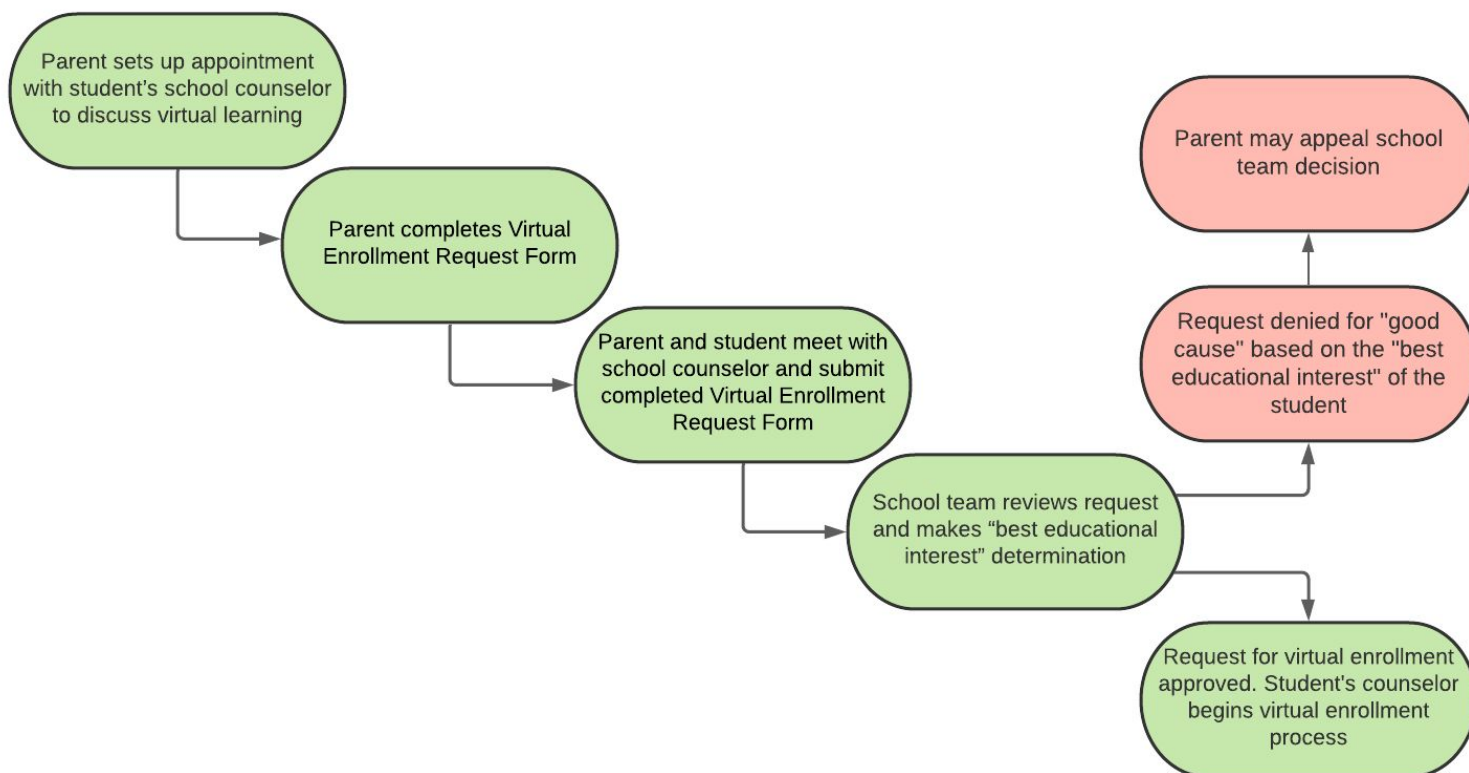 Parent sets up appointment
with student's school counselor
to discuss virtual learning
Parent completes Virtual
Enrollment Request Form
Parent and student meet with
school counselor and submit
completed Virtual Enrollment
Request Form
School team reviews request
and makes “best educational
interest” determination
Parent may appeal school
team decision
Request denied for "good
cause" based on the "best
educational interest" of the
student
Request for virtual enrollment
approved. Student's counselor
begins virtual enrollment
process